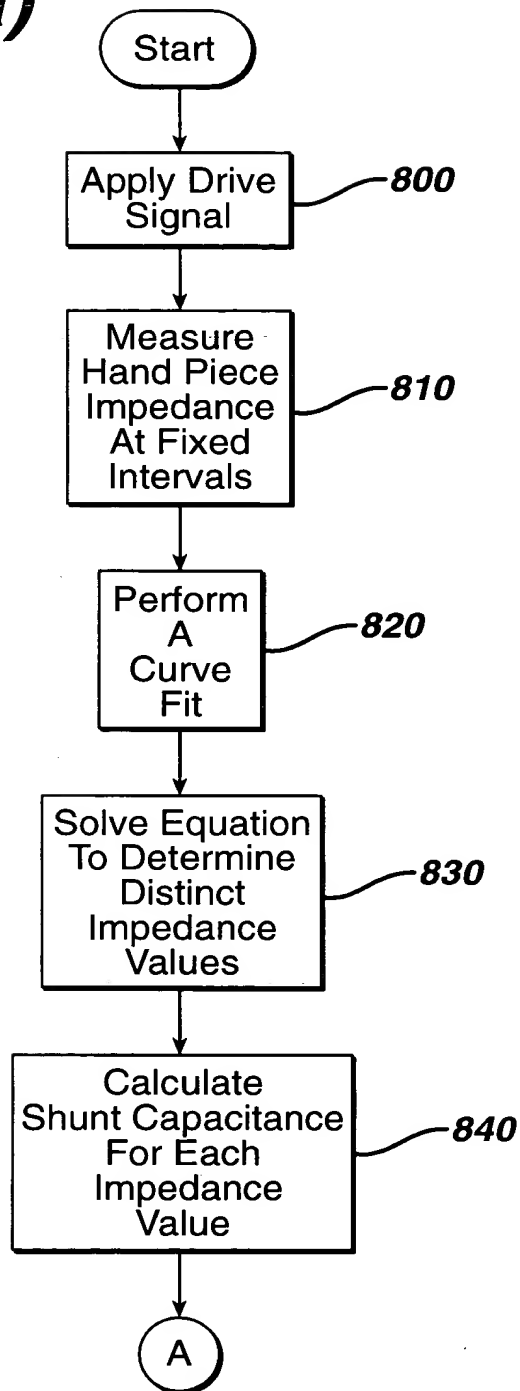 Start
Apply Drive
Signal
800
Measure
Hand Piece
Impedance
At Fixed
Intervals
810
Perform
A
Curve
Fit
820
Solve Equation
To Determine
Distinct
Impedance
Values
830
Calculate
Shunt Capacitance
For Each
Impedance
Value
840
A